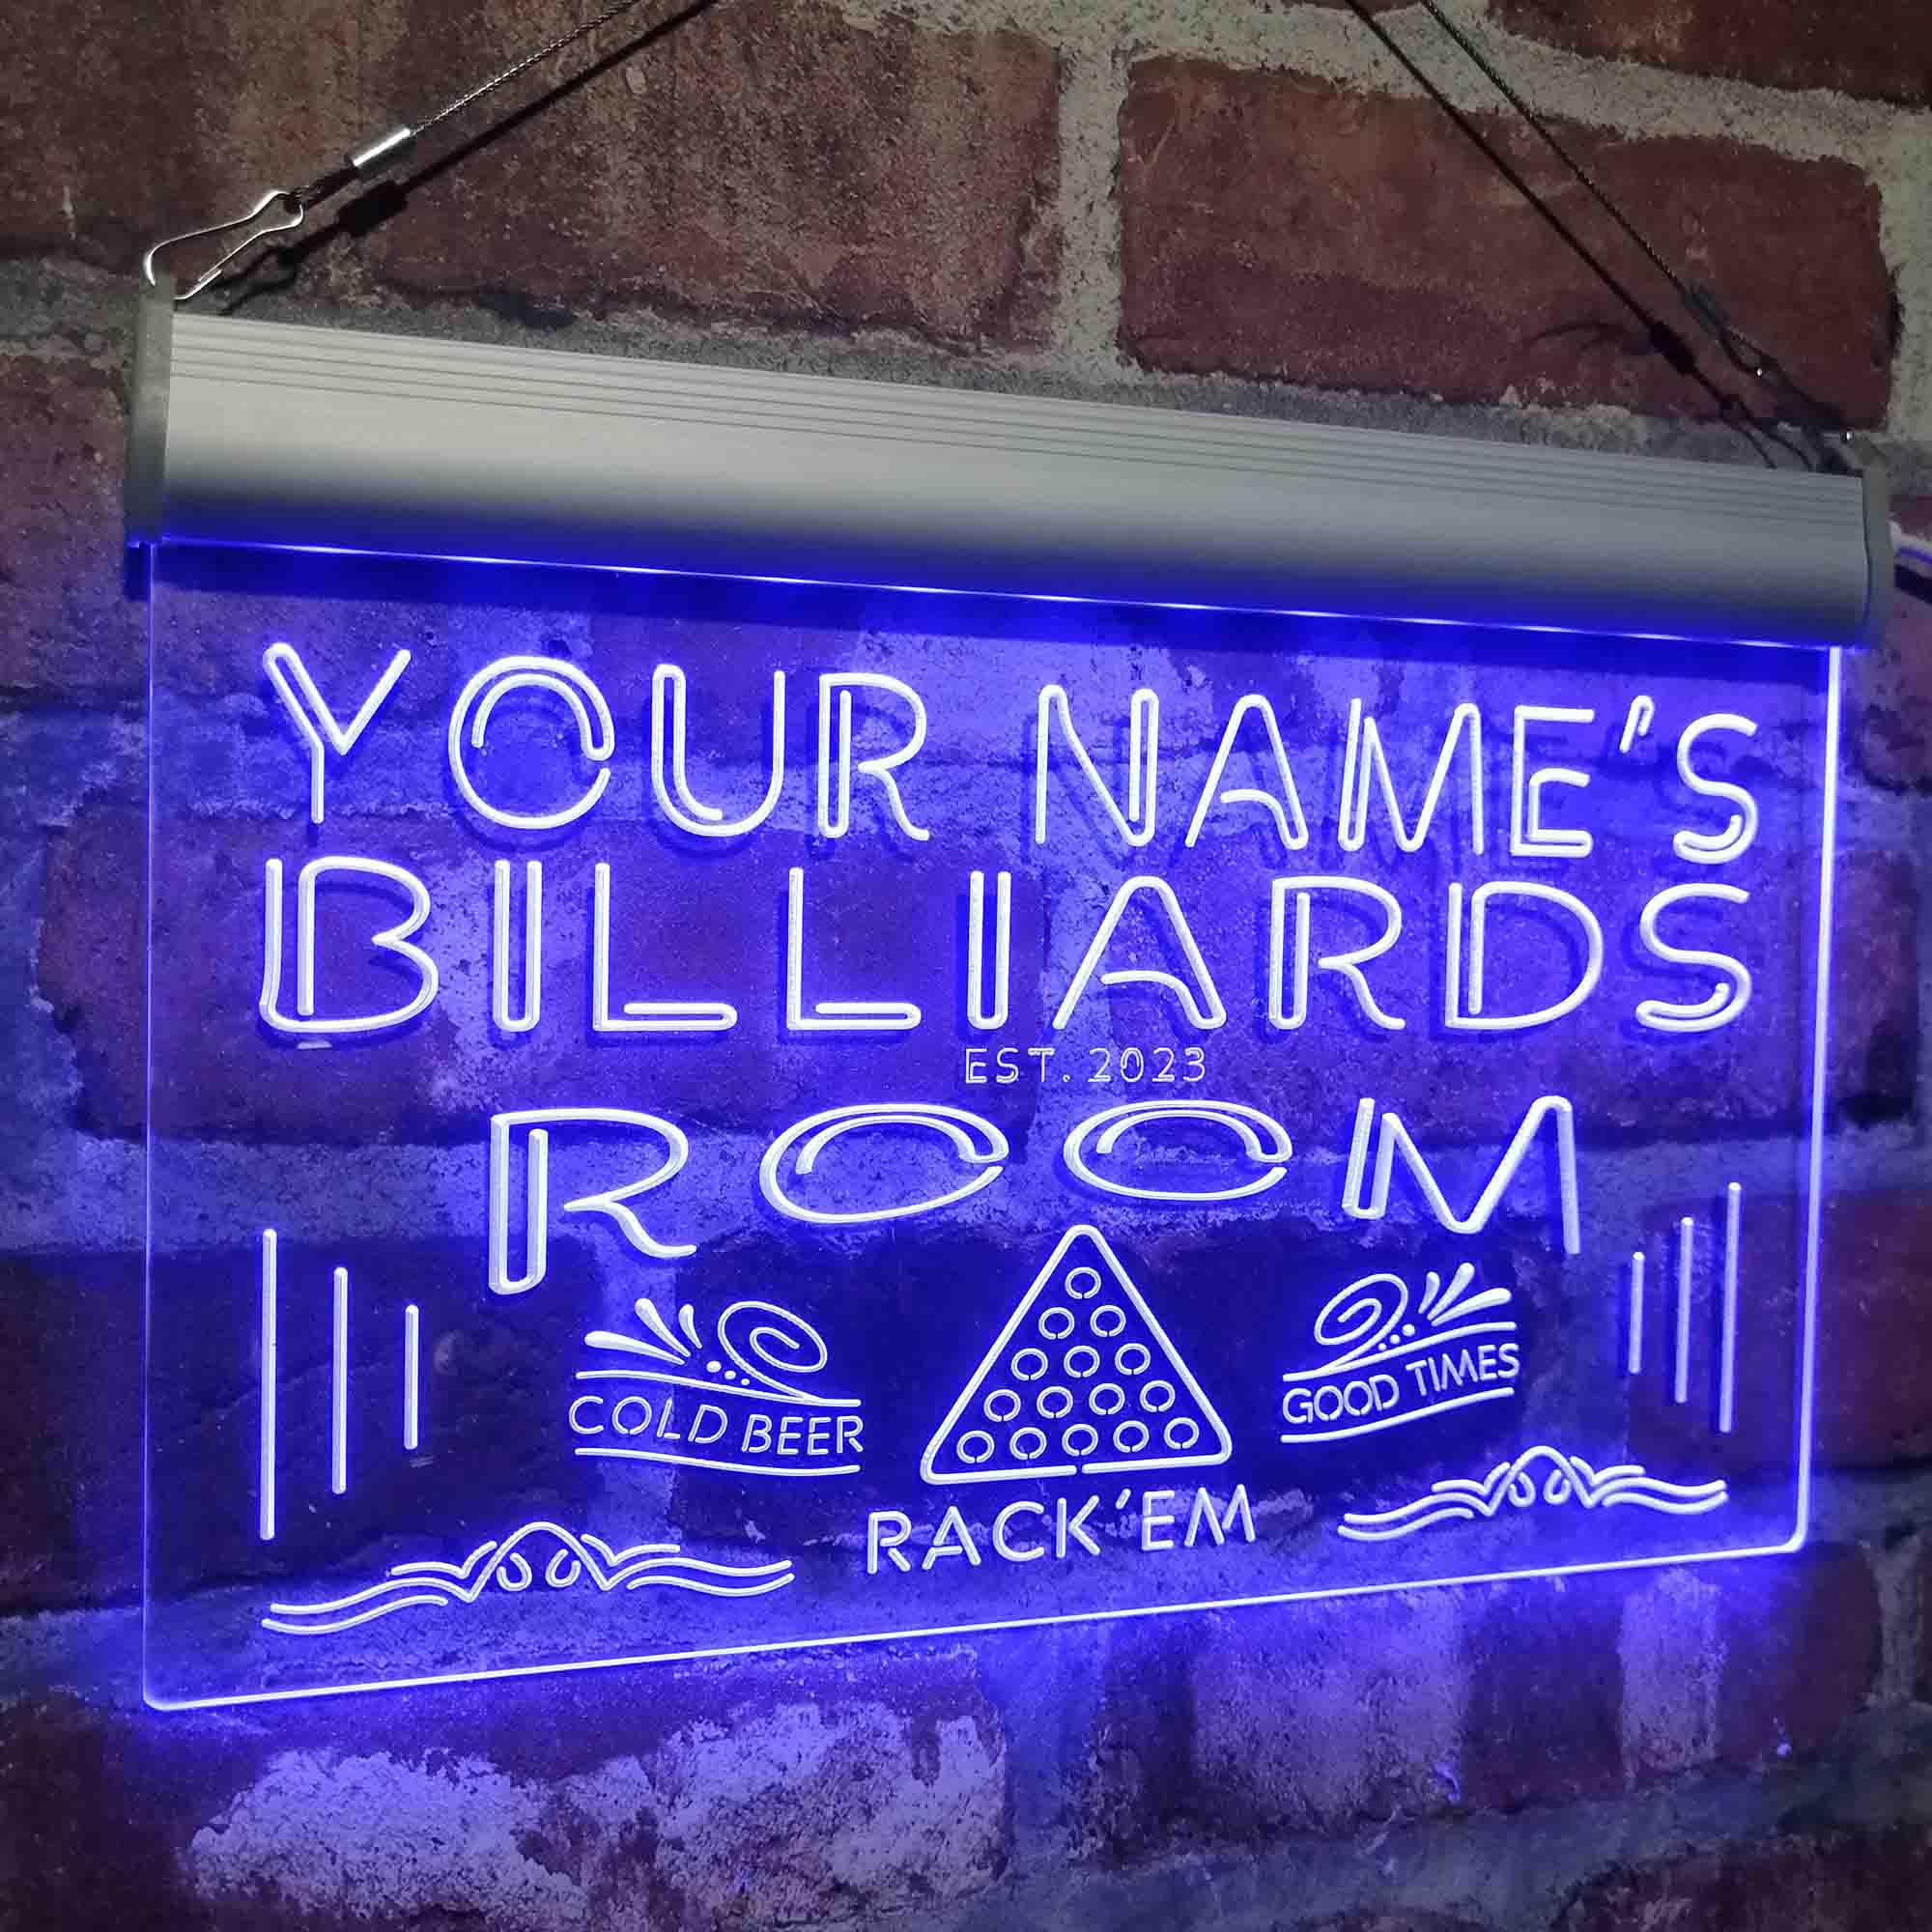 YOUR NAME'S
BILLIARDS
EST. 2023
ROOM
COLD BEER
GOOD TIMES
RACK'EM